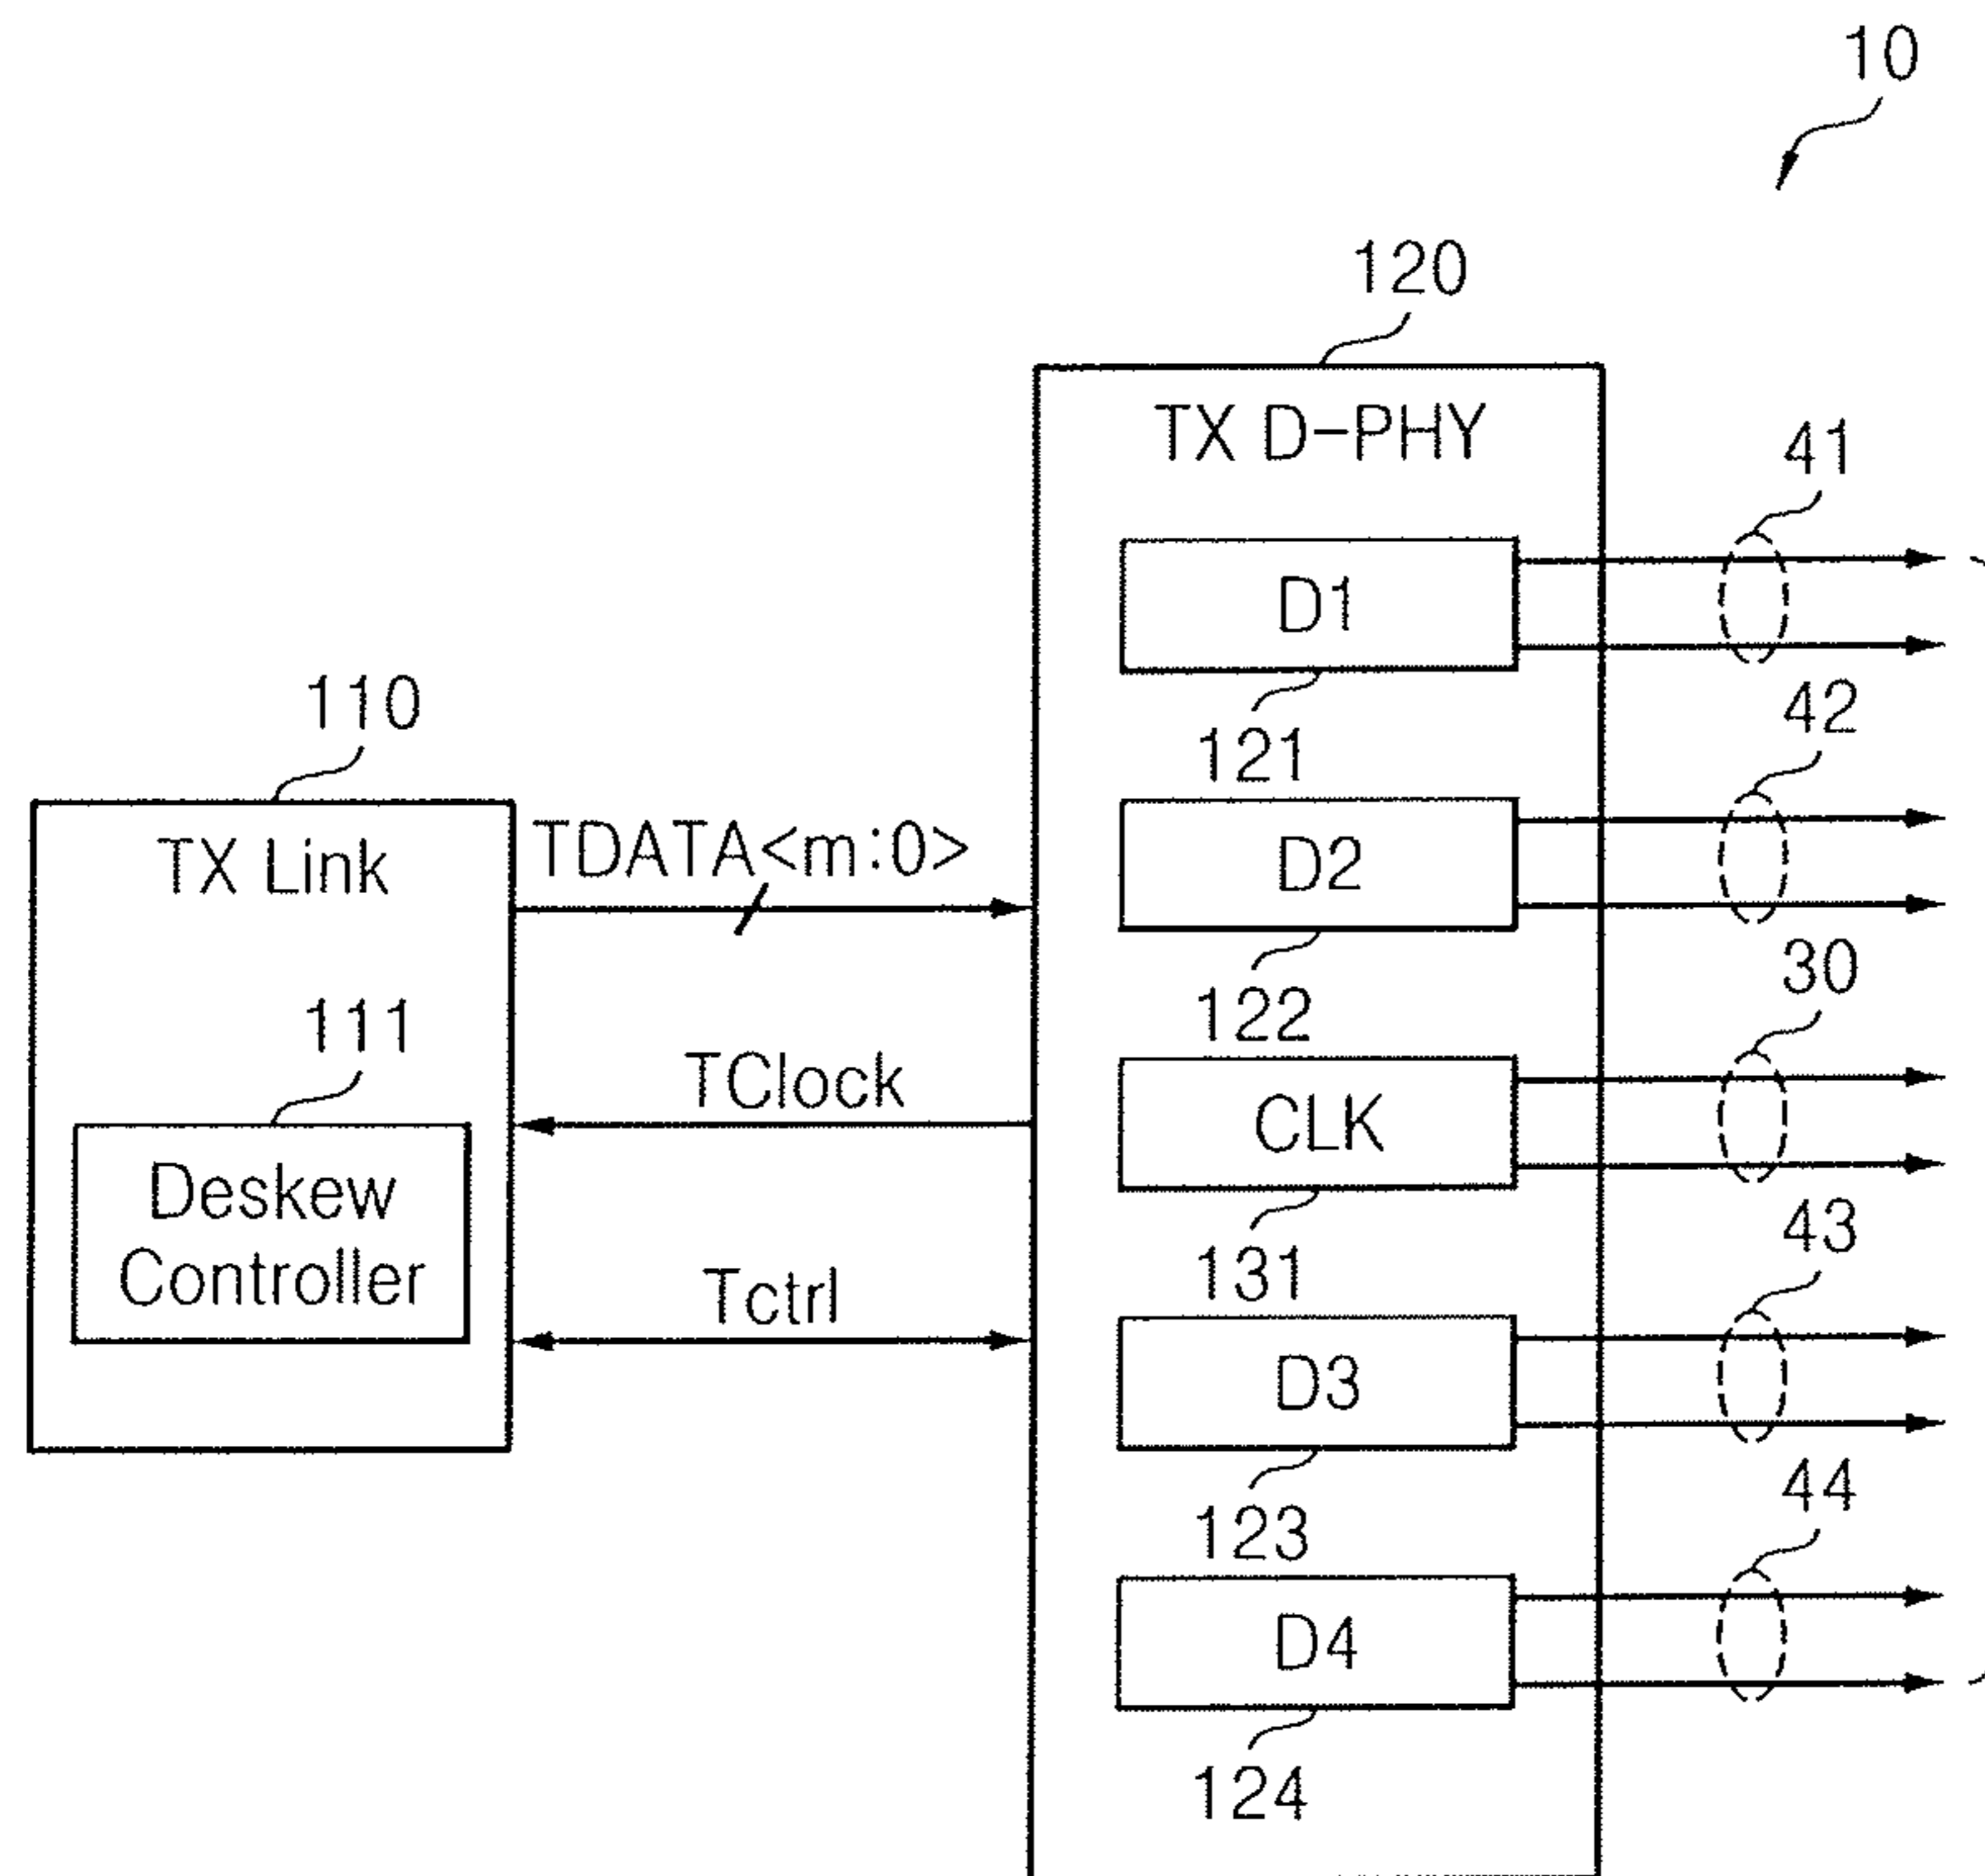 10
120
TX D-PHY
41
D1
121
42
110
TX Link
TDATA<m:0>
D2
122
30
111
TClock
CLK
131
Deskew
Controller
43
Tctrl
D3
123
44
D4
124